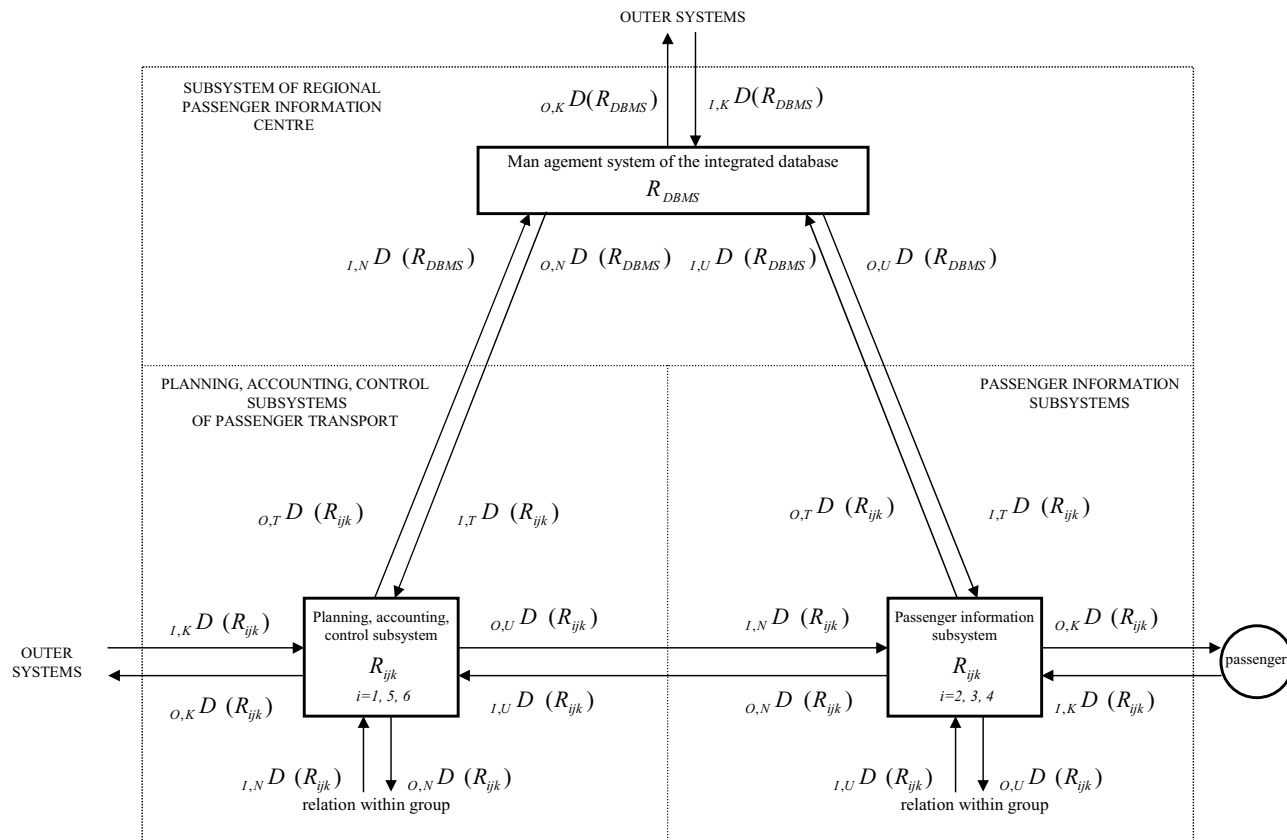 OUTER SYSTEMS
SUBSYSTEM OF REGIONAL
PASSENGER INFORMATION
CENTRE
O,K D(R_DBMS)
I,K D(R_DBMS)
Man agement system of the integrated database
R_DBMS
I,N D (R_DBMS)
O,N D (R_DBMS)
I,U D (R_DBMS)
O,U D (R_DBMS)
PLANNING, ACCOUNTING, CONTROL
SUBSYSTEMS
OF PASSENGER TRANSPORT
PASSENGER INFORMATION
SUBSYSTEMS
O,T D (R_ijk)
I,T D (R_ijk)
O,T D (R_ijk)
I,T D (R_ijk)
OUTER
SYSTEMS
I,K D (R_ijk)
O,K D (R_ijk)
Planning, accounting,
control subsystem
R_ijk
i=1, 5, 6
O,U D (R_ijk)
I,U D (R_ijk)
I,N D (R_ijk)
O,N D (R_ijk)
Passenger information
subsystem
R_ijk
i=2, 3, 4
O,K D (R_ijk)
I,K D (R_ijk)
passenger
I,N D (R_ijk)
O,N D (R_ijk)
relation within group
I,U D (R_ijk)
O,U D (R_ijk)
relation within group